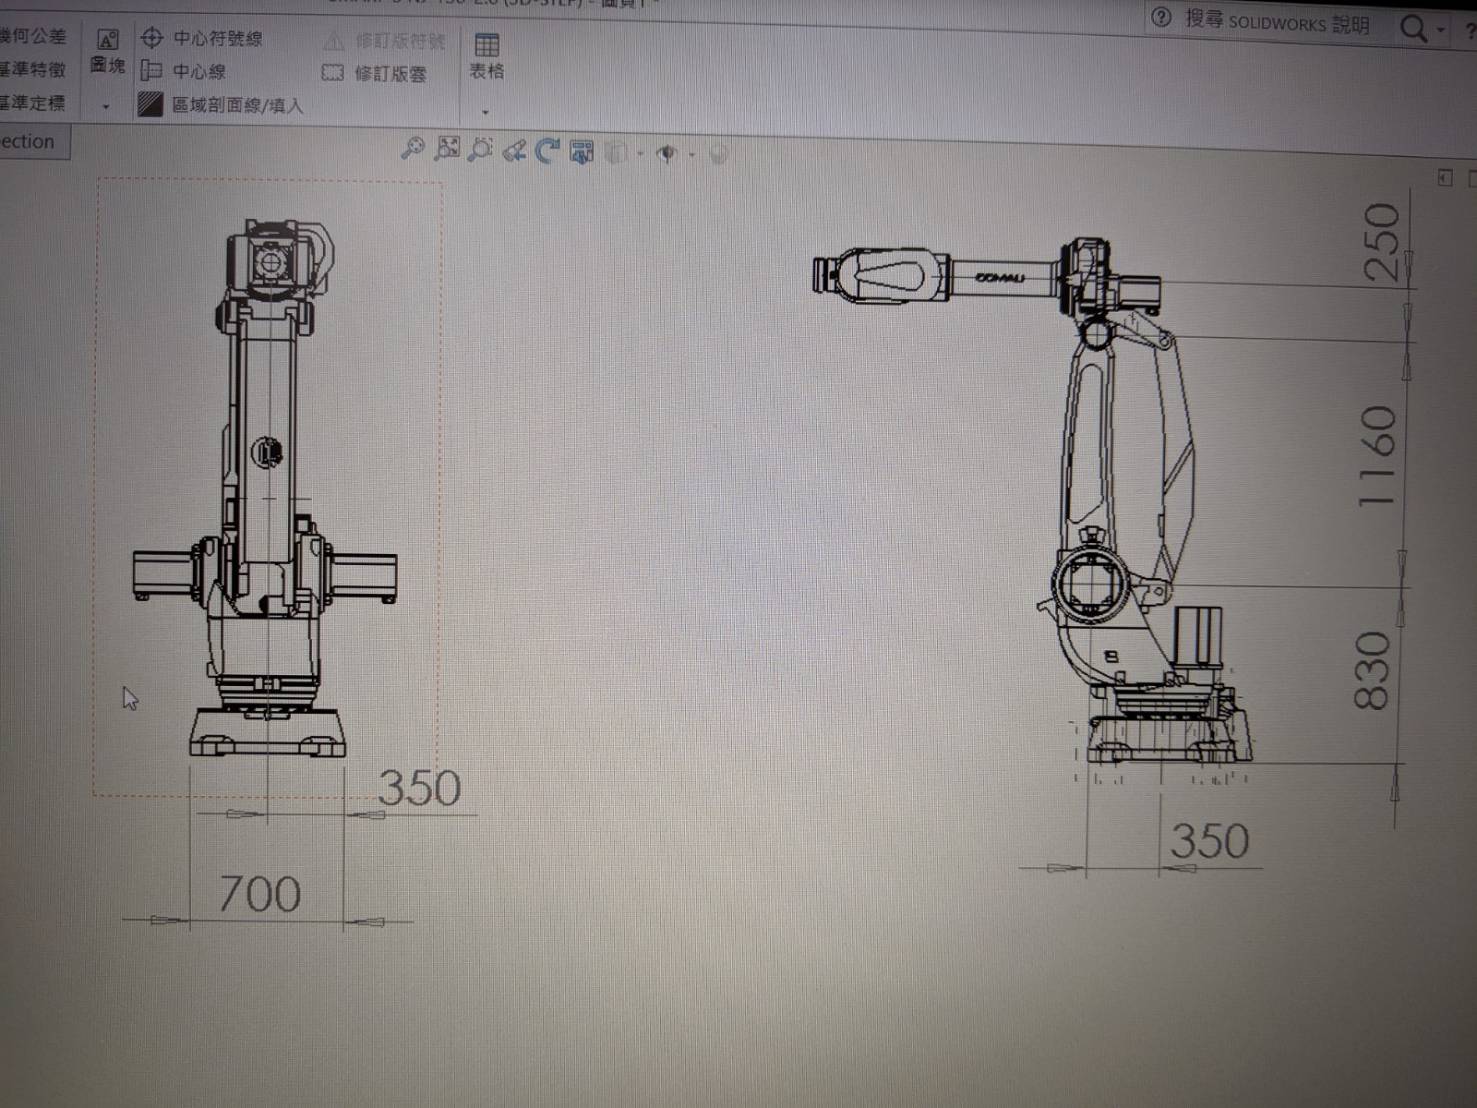 搜尋 SOLIDWORKS 說明
幾何公差
基準特徵
基準定標
圖塊
中心符號線
中心線
區域剖面線/填入
修訂版符號
修訂版雲
表格
ection
COMAU
250
1160
830
350
350
700